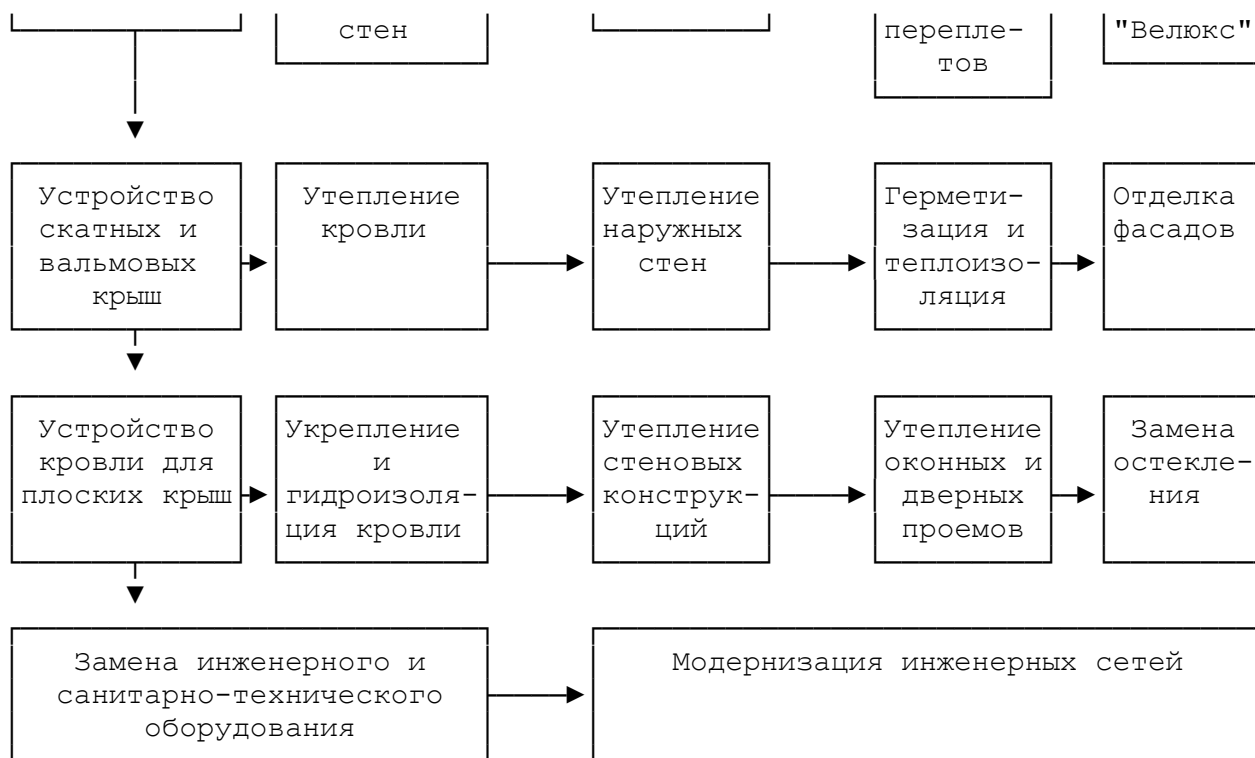 стен
перепле-
тов
"Велюкс"
Устройство
скатных и
вальмовых
крыш
Утепление
кровли
Утепление
наружных
стен
Гермети-
зация и
теплоизо-
ляция
Отделка
фасадов
Устройство
кровли для
плоских крыш
Укрепление
и
гидроизоля-
ция кровли
Утепление
стеновых
конструк-
ций
Утепление
оконных и
дверных
проемов
Замена
остекле-
ния
Замена инженерного и
санитарно-технического
оборудования
Модернизация инженерных сетей